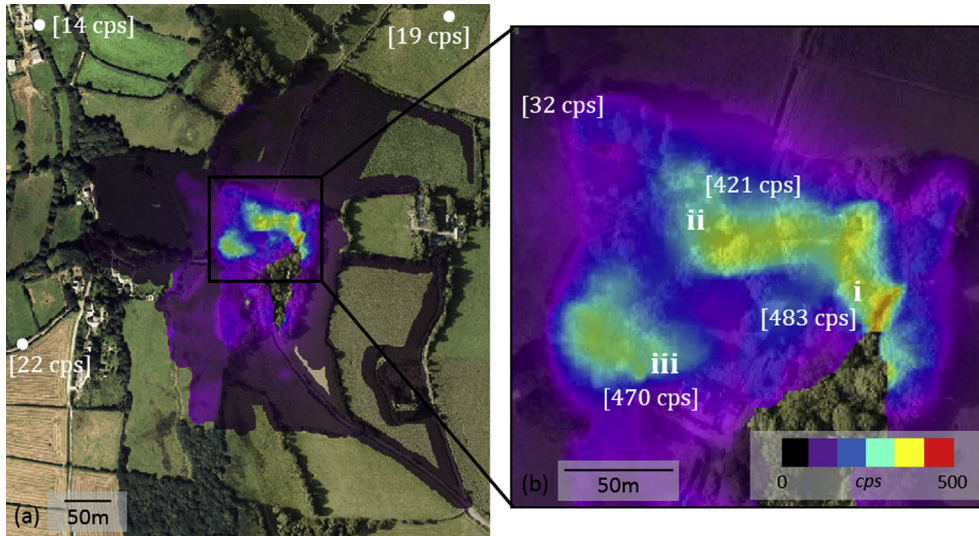 [14 cps]
[19 cps]
[22 cps]
(a)
50m
[32 cps]
[421 cps]
ii
i
[483 cps]
iii
[470 cps]
(b)
50m
0
cps
500